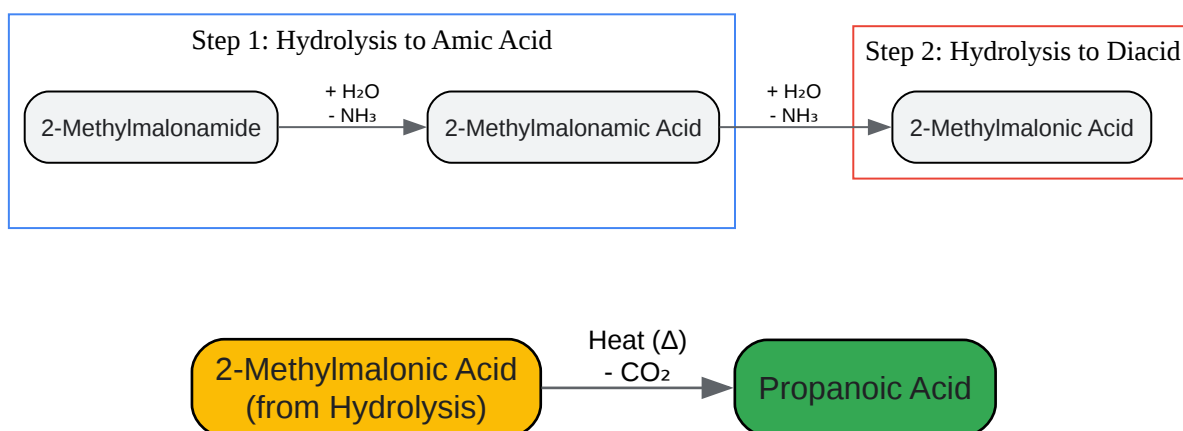 Step 1: Hydrolysis to Amic Acid
Step 2: Hydrolysis to Diacid
2-Methylmalonamide
+ H₂O
- NH₃
2-Methylmalonamic Acid
+ H₂O
- NH₃
2-Methylmalonic Acid
2-Methylmalonic Acid
(from Hydrolysis)
Heat (Δ)
- CO₂
Propanoic Acid